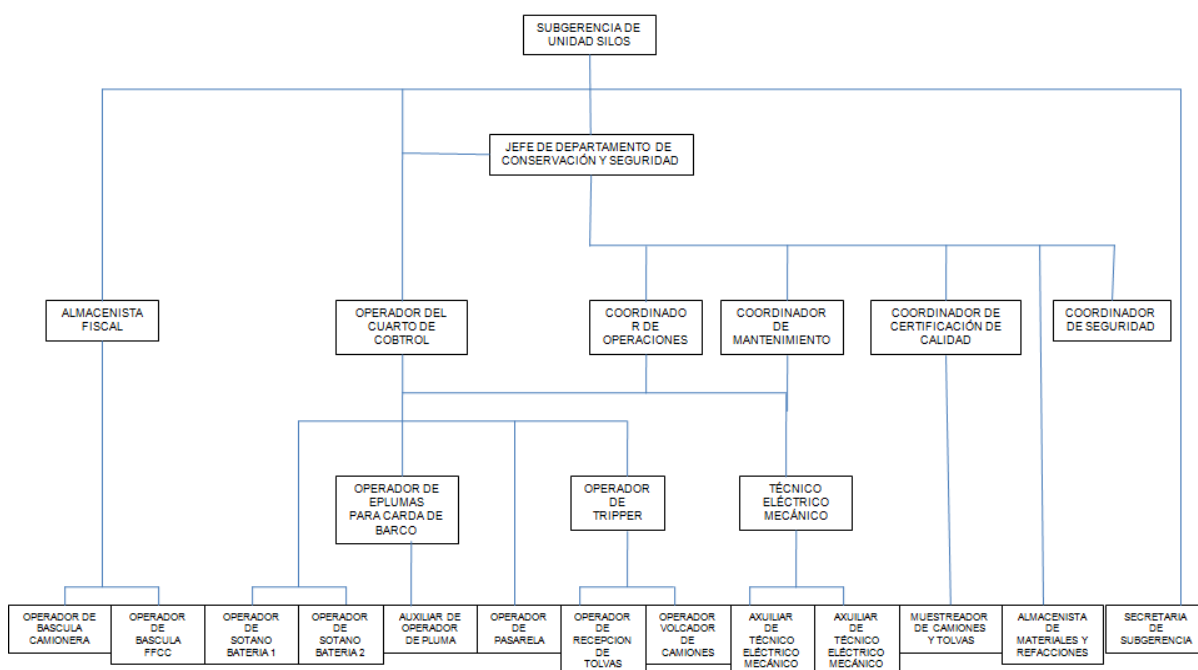 SUBGERENCIA DE
UNIDAD SILOS
JEFE DE DEPARTAMENTO DE
CONSERVACIÓN Y SEGURIDAD
ALMACENISTA
FISCAL
OPERADOR DEL
CUARTO DE
COBTROL
COORDINADO
R DE
OPERACIONES
COORDINADOR
DE
MANTENIMIENTO
COORDINADOR DE
CERTIFICACIÓN DE
CALIDAD
COORDINADOR
DE SEGURIDAD
OPERADOR DE
EPLUMAS
PARA CARDA DE
BARCO
OPERADOR
DE
TRIPPER
TÉCNICO
ELÉCTRICO
MECÁNICO
OPERADOR DE
BASCULA
CAMIONERA
OPERADOR
DE
BASCULA
FFCC
OPERADOR
DE
SOTANO
BATERIA 1
OPERADOR
DE
SOTANO
BATERIA 2
AUXILIAR DE
OPERADOR
DE PLUMA
OPERADOR
DE
PASARELA
OPERADOR
DE
RECEPCION
DE
TOLVAS
OPERADOR
VOLCADOR
DE
CAMIONES
AXUILIAR
DE
TÉCNICO
ELÉCTRICO
MECÁNICO
AXUILIAR
DE
TÉCNICO
ELÉCTRICO
MECÁNICO
MUESTREADOR
DE CAMIONES
Y TOLVAS
ALMACENISTA
DE
MATERIALES Y
REFACCIONES
SECRETARIA
DE
SUBGERENCIA